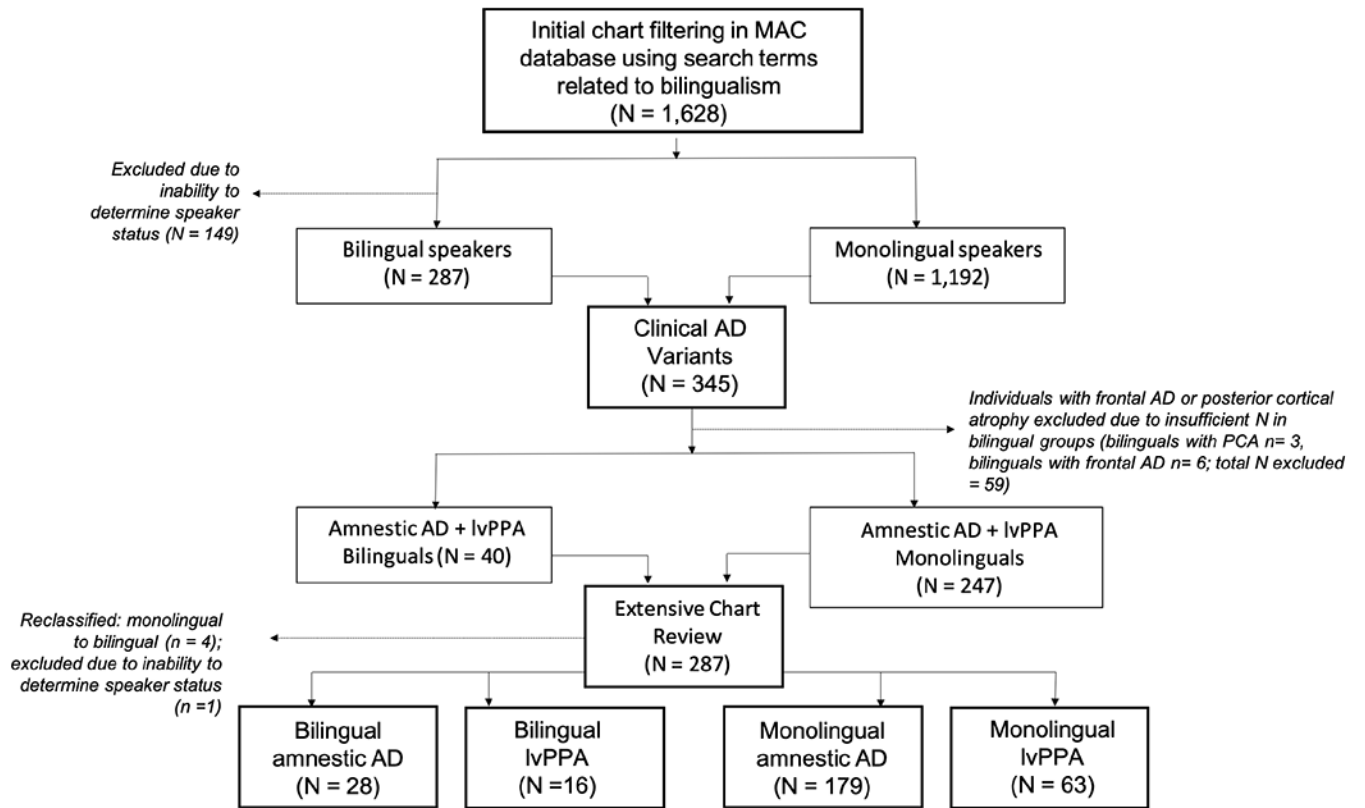 Initial chart filtering in MAC
database using search terms
related to bilingualism
(N = 1,628)
Excluded due to
inability to
determine speaker
status (N = 149)
Bilingual speakers
(N = 287)
Monolingual speakers
(N = 1,192)
Clinical AD
Variants
(N = 345)
Individuals with frontal AD or posterior cortical
atrophy excluded due to insufficient N in
bilingual groups (bilinguals with PCA n= 3,
bilinguals with frontal AD n= 6; total N excluded
= 59)
Amnestic AD + lvPPA
Bilinguals (N = 40)
Amnestic AD + lvPPA
Monolinguals
(N = 247)
Extensive Chart
Review
(N = 287)
Reclassified: monolingual
to bilingual (n = 4);
excluded due to inability to
determine speaker status
(n =1)
Bilingual
amnestic AD
(N = 28)
Bilingual
lvPPA
(N =16)
Monolingual
amnestic AD
(N = 179)
Monolingual
lvPPA
(N = 63)